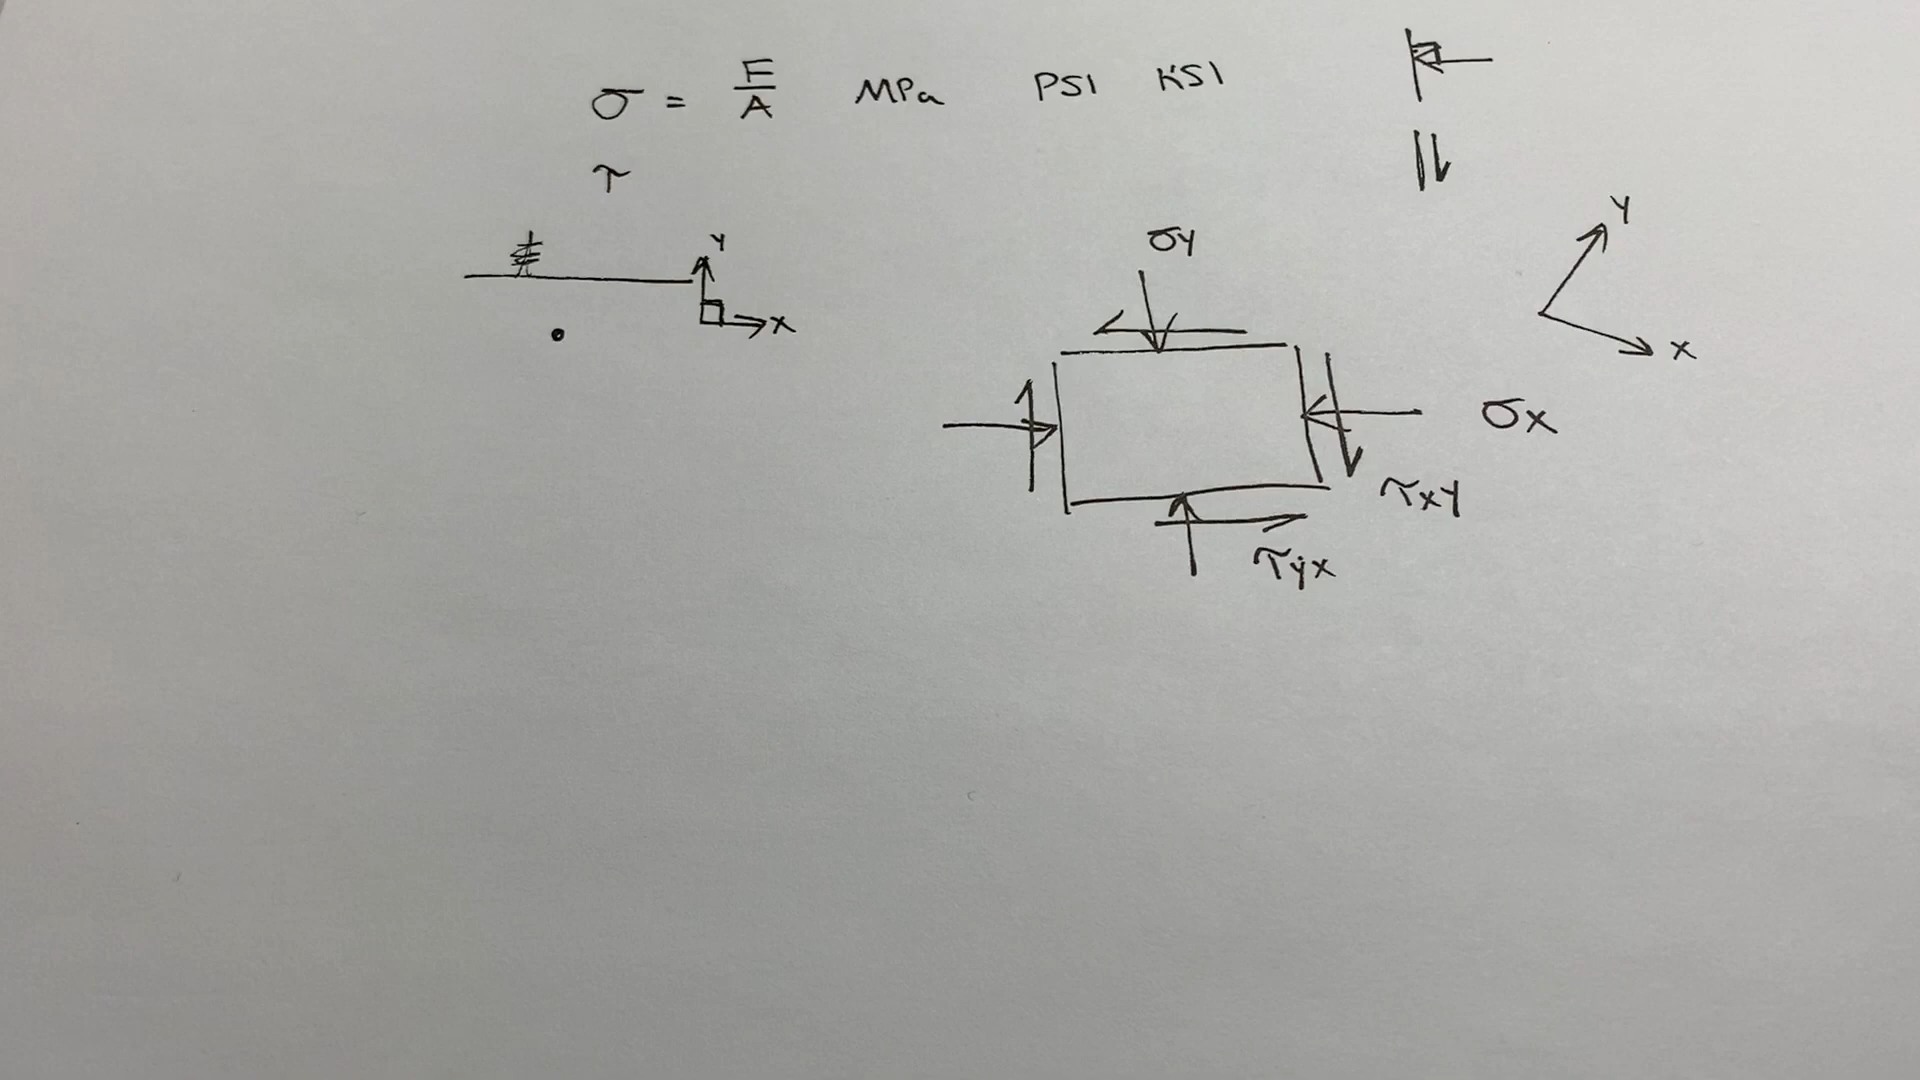 σ = F/A MPa PSI KSI
τ
Y
X
σy
Y
X
σx
τxy
τyx